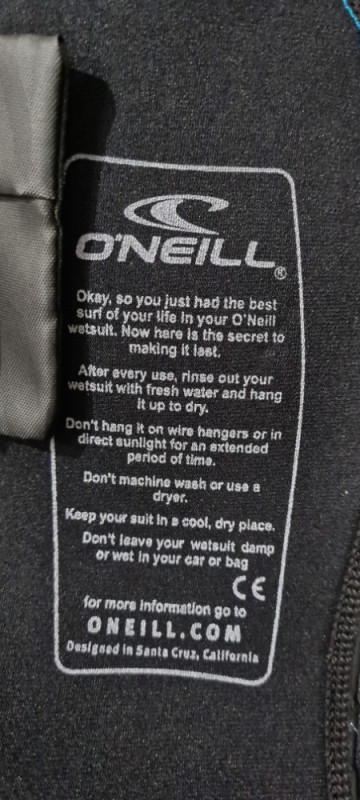 O'NEILL®
Okay, so you just had the best
surf of your life in your O'Neill
wetsuit. Now here is the secret to
making it last.
After every use, rinse out your
wetsuit with fresh water and hang
it up to dry.
Don't hang it on wire hangers or in
direct sunlight for an extended
period of time.
Don't machine wash or use a
dryer.
Keep your suit in a cool, dry place.
Don't leave your wetsuit damp
or wet in your car or bag
CE
for more information go to
ONEILL.COM
Designed in Santa Cruz, California